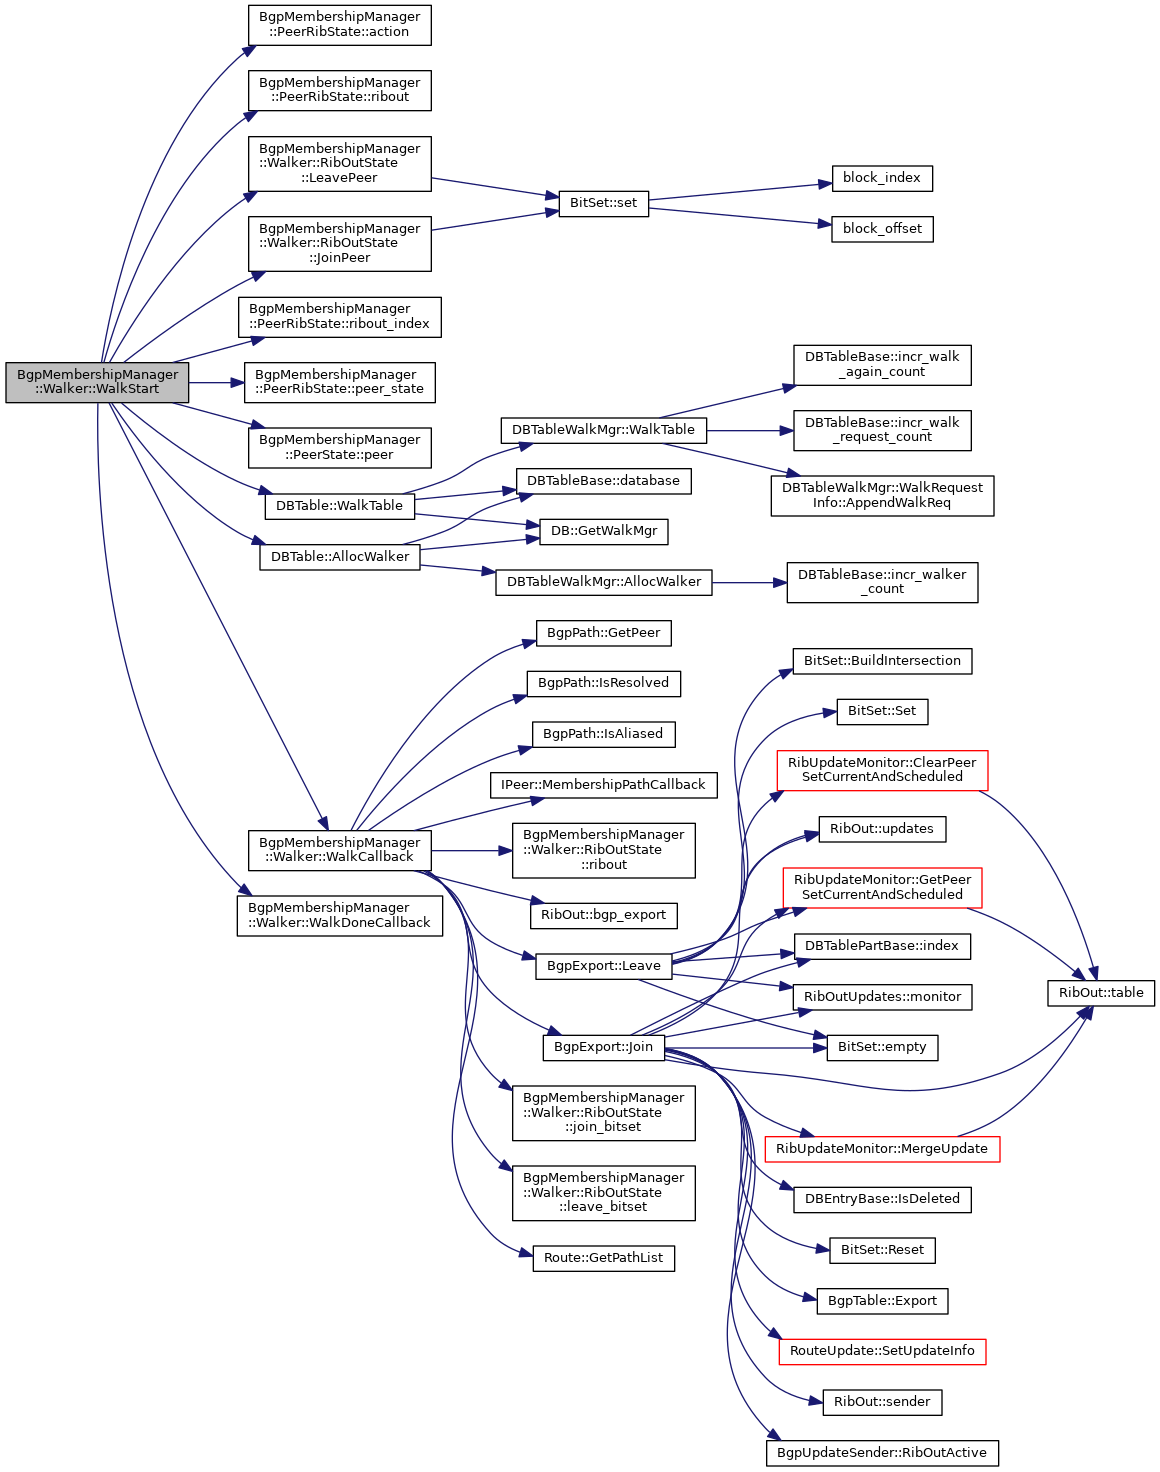 BgpMembershipManager
::Walker::WalkStart
BgpMembershipManager
::PeerRibState::action
BgpMembershipManager
::PeerRibState::ribout
BgpMembershipManager
::Walker::RibOutState
::LeavePeer
BgpMembershipManager
::Walker::RibOutState
::JoinPeer
BgpMembershipManager
::PeerRibState::ribout_index
BgpMembershipManager
::PeerRibState::peer_state
BgpMembershipManager
::PeerState::peer
DBTable::WalkTable
DBTable::AllocWalker
BgpMembershipManager
::Walker::WalkCallback
BgpMembershipManager
::Walker::WalkDoneCallback
BitSet::set
DBTableWalkMgr::WalkTable
DBTableBase::database
DB::GetWalkMgr
DBTableWalkMgr::AllocWalker
BgpPath::GetPeer
BgpPath::IsResolved
BgpPath::IsAliased
IPeer::MembershipPathCallback
BgpMembershipManager
::Walker::RibOutState
::ribout
RibOut::bgp_export
BgpExport::Leave
BgpExport::Join
BgpMembershipManager
::Walker::RibOutState
::join_bitset
BgpMembershipManager
::Walker::RibOutState
::leave_bitset
Route::GetPathList
block_index
block_offset
DBTableBase::incr_walk
_again_count
DBTableBase::incr_walk
_request_count
DBTableWalkMgr::WalkRequest
Info::AppendWalkReq
DBTableBase::incr_walker
_count
BitSet::BuildIntersection
BitSet::Set
RibUpdateMonitor::ClearPeer
SetCurrentAndScheduled
RibOut::updates
RibUpdateMonitor::GetPeer
SetCurrentAndScheduled
DBTablePartBase::index
RibOutUpdates::monitor
BitSet::empty
RibUpdateMonitor::MergeUpdate
DBEntryBase::IsDeleted
BitSet::Reset
BgpTable::Export
RouteUpdate::SetUpdateInfo
RibOut::sender
BgpUpdateSender::RibOutActive
RibOut::table